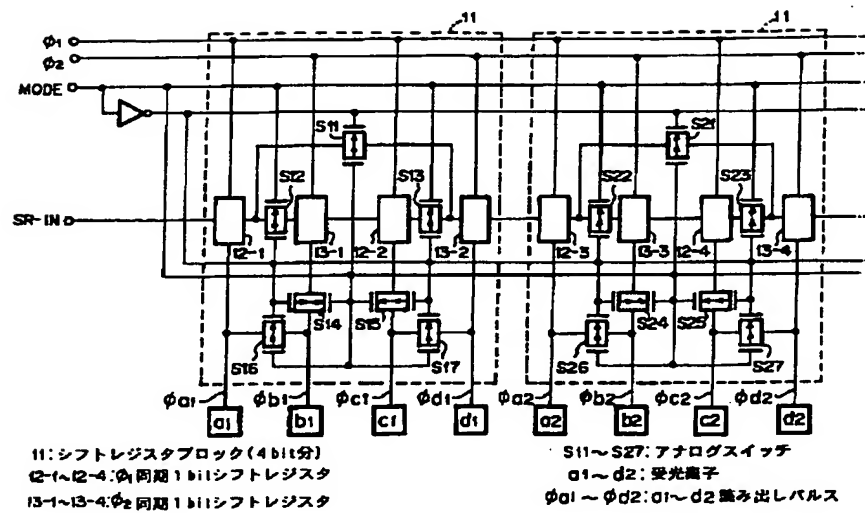 11 11
φ1
φ2
MODE
S11 S21
S12 S13 S22 S23
SR-IN
12-1 13-1 12-2 13-2 12-3 13-3 12-4 13-4
S14 S15 S24 S25
S16 S17 S26 S27
φa1 φb1 φc1 φd1 φa2 φb2 φc2 φd2
a1 b1 c1 d1 a2 b2 c2 d2
11:シフトレジスタブロック(4bit分)
12-1~12-4:φ1同期1bitシフトレジスタ
13-1~13-4:φ2同期1bitシフトレジスタ
S11~S27:アナログスイッチ
a1~d2:受光素子
φa1~φd2:a1~d2読み出しパルス